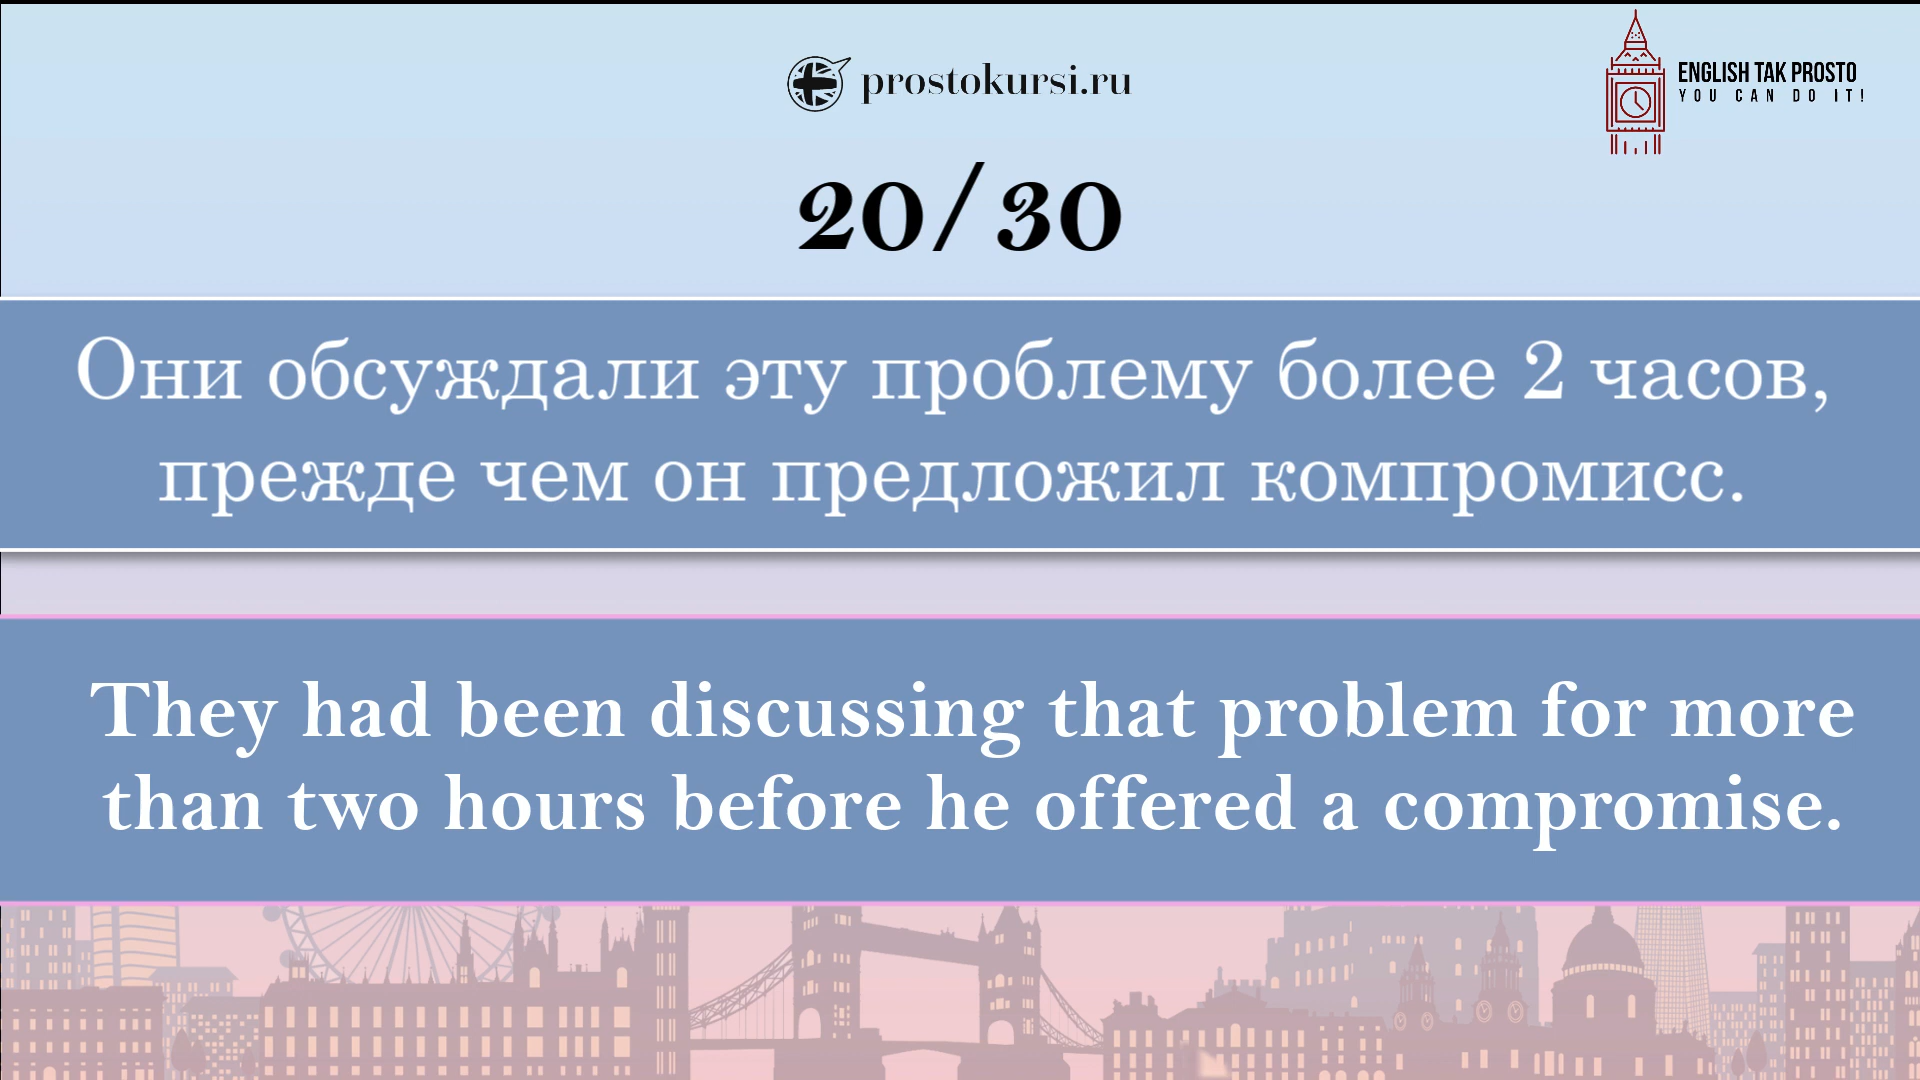 prostokursi.ru
ENGLISH TAK PROSTO
YOU CAN DO IT!
20/30
Они обсуждали эту проблему более 2 часов,
прежде чем он предложил компромисс.
They had been discussing that problem for more
than two hours before he offered a compromise.